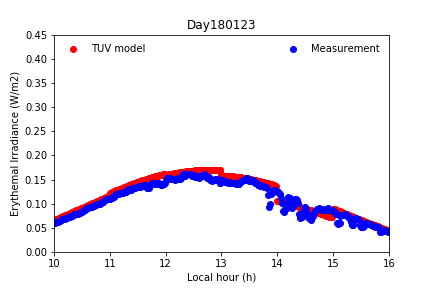 Day180123
TUV model
Measurement
Erythemal Irradiance (W/m2)
0.45
0.40
0.35
0.30
0.25
0.20
0.15
0.10
0.05
0.00
10 11 12 13 14 15 16
Local hour (h)